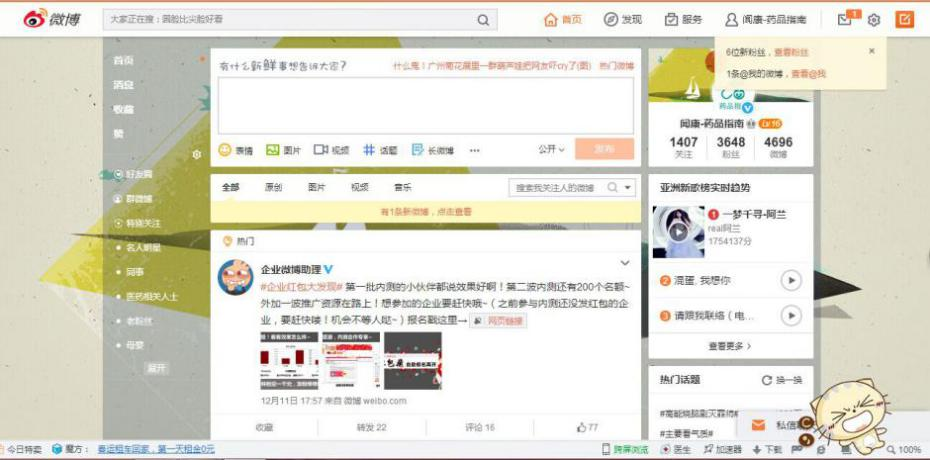 微博
大家正在搜：圆脸比尖脸好看
首页
发现
服务
闻康-药品指南
1
6位新粉丝，查看粉丝
1条@我的微博，查看@我
首页
消息
收藏
赞
好友圈
群微博
特别关注
名人明星
同事
医药相关人士
老粉丝
母婴
展开
有什么新鲜事想告诉大家?
什么鬼！广州菊花展里一群葫芦娃把网友吓cry了(图) 热门微博
表情
图片
视频
话题
长微博
公开
发布
全部
原创
图片
视频
音乐
搜索我关注人的微博
有1条新微博，点击查看
热门
企业微博助理
#企业红包大发现# 第一批内测的小伙伴都说效果好啊！第二波内测还有200个名额~
外加一波推广资源在路上！想参加的企业要赶快哦~（之前参与内测还没发红包的企
业，要赶快喽！机会不等人哒~）报名戳这里→ 网页链接
12月11日 17:57 来自 微博 weibo.com
收藏
转发 22
评论 16
77
药品指
闻康-药品指南
LV16
1407
3648
4696
关注
粉丝
微博
亚洲新歌榜实时趋势
1 一梦千寻-阿兰
real阿兰
1754137分
2 混蛋, 我想你
3 请跟我联络 ( 电...
查看更多
热门话题
换一换
#主要看气质#
私信
今日特卖
魔方：
春运租车回家，第一天租金0元
跨屏浏览
医生
加速器
下载
100%